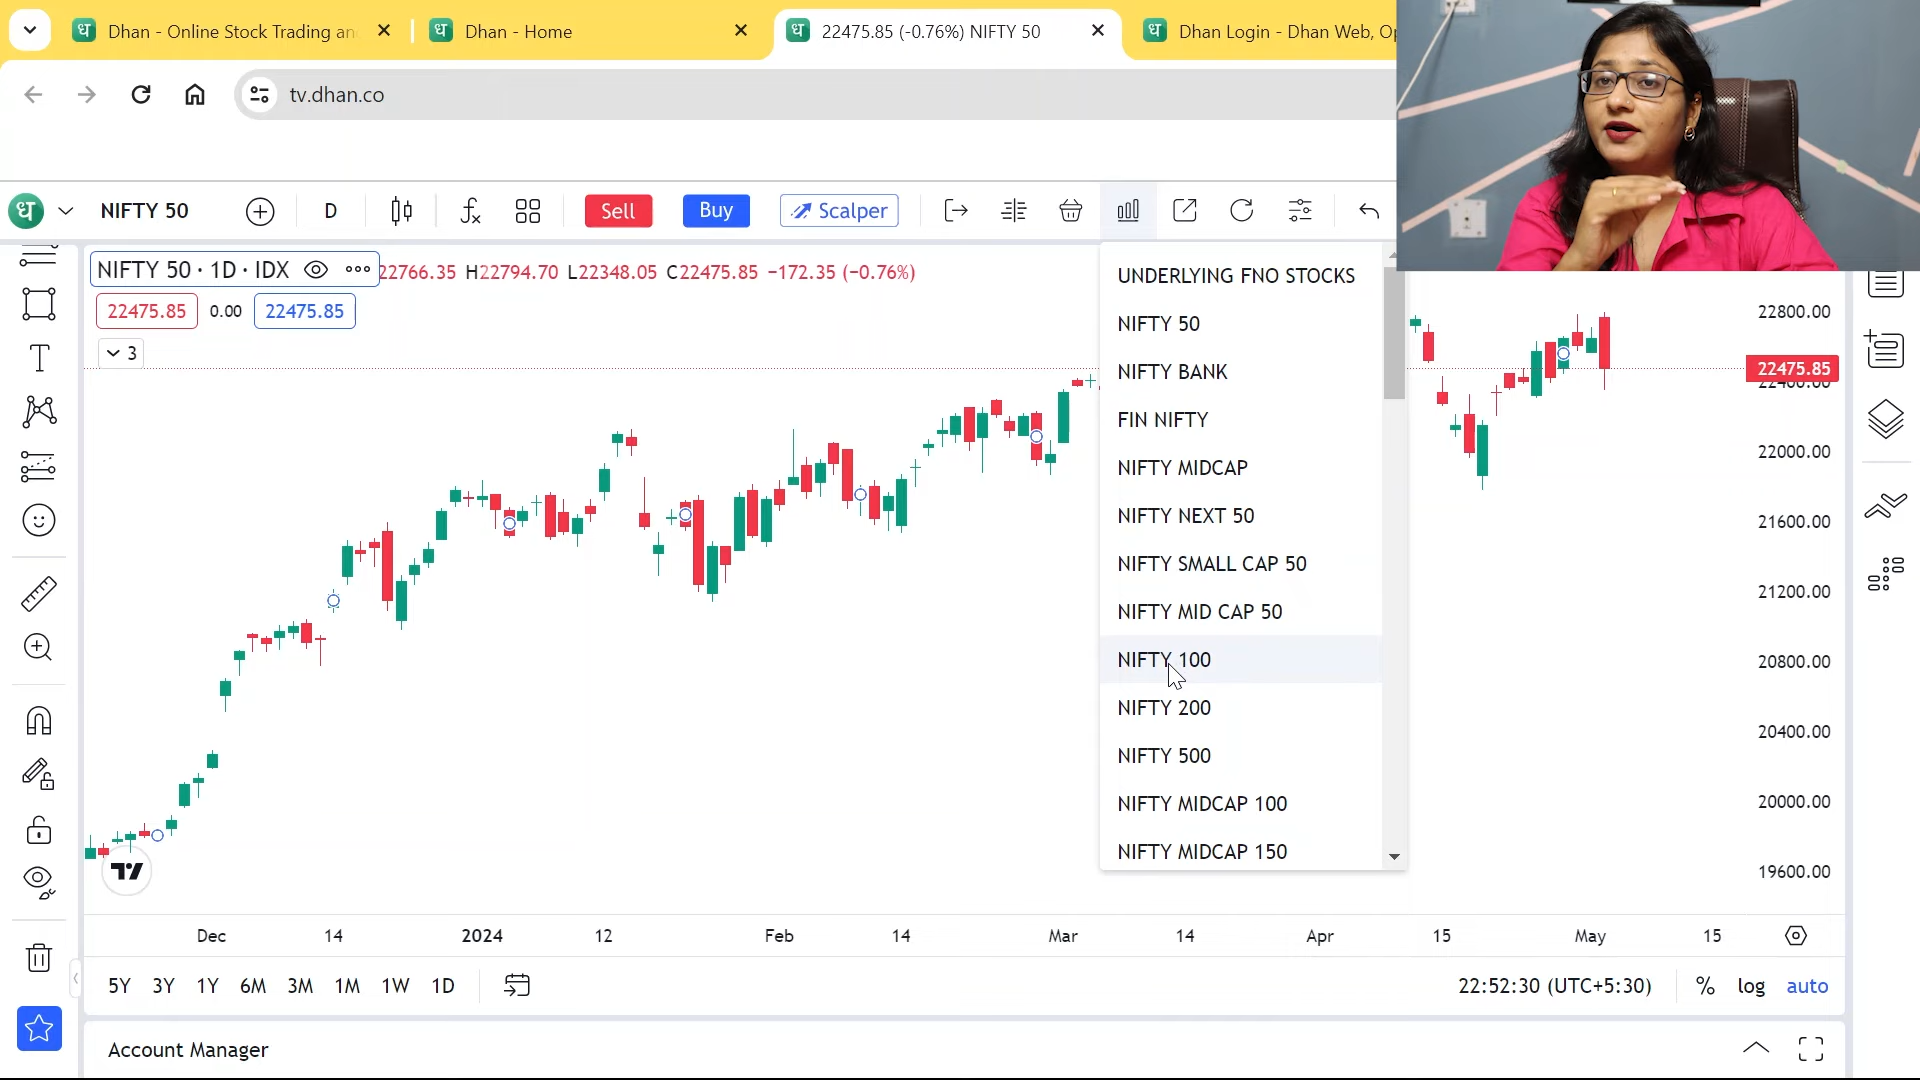 Dhan - Online Stock Trading an
Dhan - Home
22475.85 (-0.76%) NIFTY 50
Dhan Login - Dhan Web, Op
tv.dhan.co
ध
NIFTY 50
D
Sell
Buy
Scalper
NIFTY 50 · 1D · IDX
22766.35 H22794.70 L22348.05 C22475.85 −172.35 (−0.76%)
22475.85
0.00
22475.85
3
UNDERLYING FNO STOCKS
NIFTY 50
NIFTY BANK
FIN NIFTY
NIFTY MIDCAP
NIFTY NEXT 50
NIFTY SMALL CAP 50
NIFTY MID CAP 50
NIFTY 100
NIFTY 200
NIFTY 500
NIFTY MIDCAP 100
NIFTY MIDCAP 150
22800.00
22475.85
22400.00
22000.00
21600.00
21200.00
20800.00
20400.00
20000.00
19600.00
Dec
14
2024
12
Feb
14
Mar
14
Apr
15
May
15
5Y 3Y 1Y 6M 3M 1M 1W 1D
22:52:30 (UTC+5:30)
%
log
auto
Account Manager